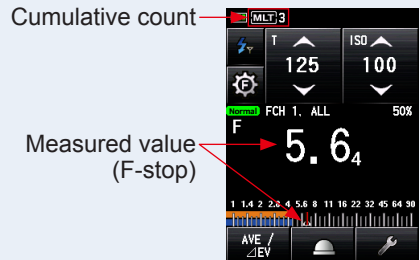 Cumulative count
MLT 3
T
ISO
125
100
F
Normal FCH 1, ALL 50%
F
5.6₄
Measured value
(F-stop)
1 1.4 2 2.8 4 5.6 8 11 16 22 32 45 64 90
AVE /
⊿EV